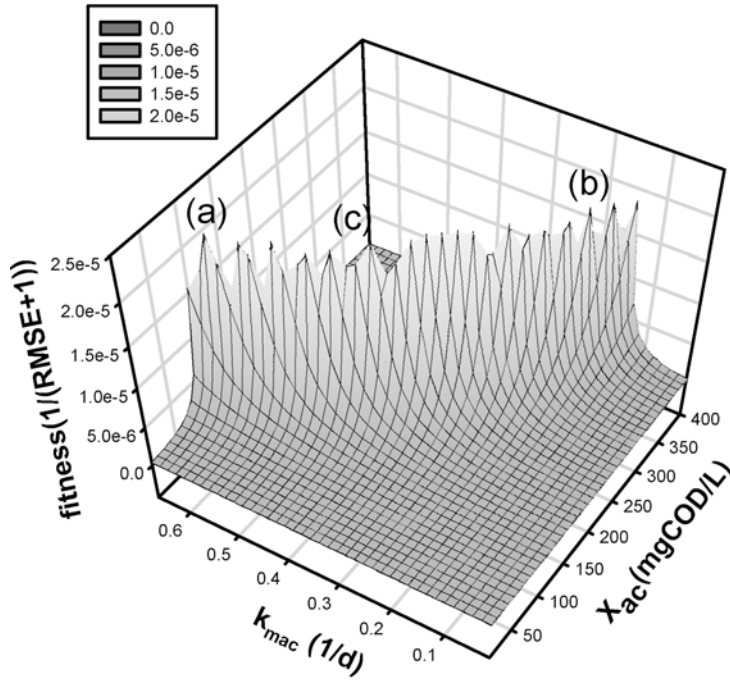 0.0
5.0e-6
1.0e-5
1.5e-5
2.0e-5
(a)
(c)
(b)
fitness(1/(RMSE+1))
2.5e-5
2.0e-5
1.5e-5
1.0e-5
5.0e-6
0.0
0.6
0.5
0.4
0.3
0.2
0.1
k_mac (1/d)
50
100
150
200
250
300
350
400
X_ac(mgCOD/L)